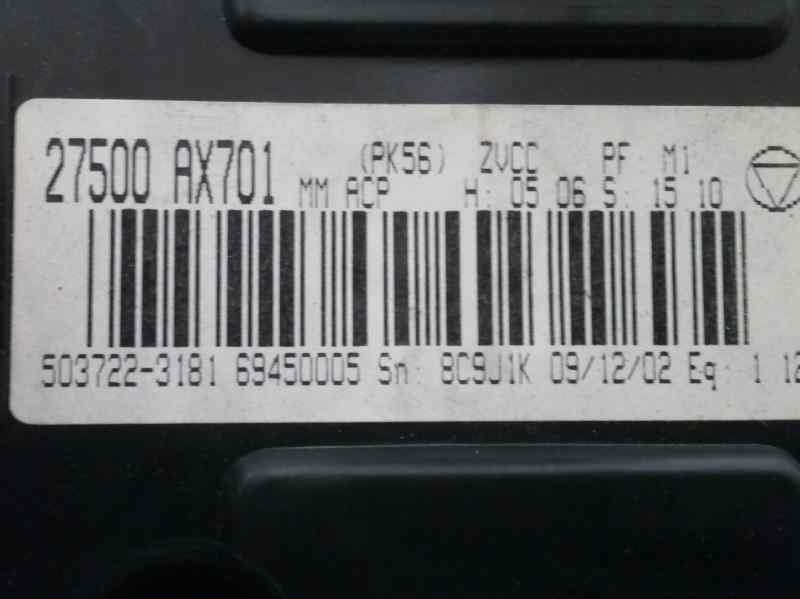 27500 AX701 (PK56) ZVCC PF M1
MM ACP H: 05 06 S: 15 10
503722-3181 69450005 Sn: 8C9J1K 09/12/02 Eq: 1 12